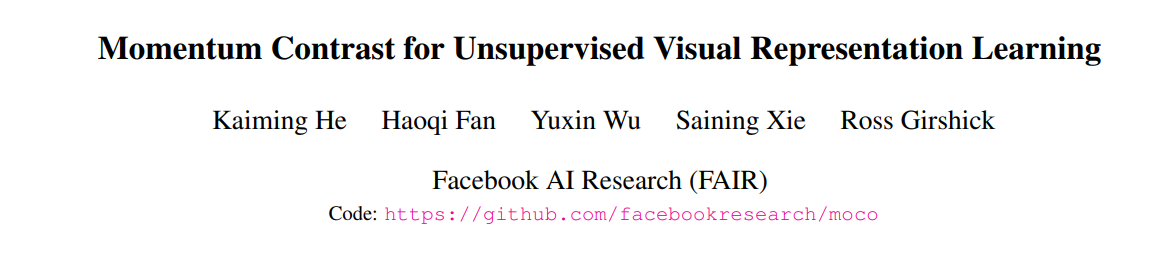 Momentum Contrast for Unsupervised Visual Representation Learning
Kaiming He Haoqi Fan Yuxin Wu Saining Xie Ross Girshick
Facebook AI Research (FAIR)
Code: https://github.com/facebookresearch/moco